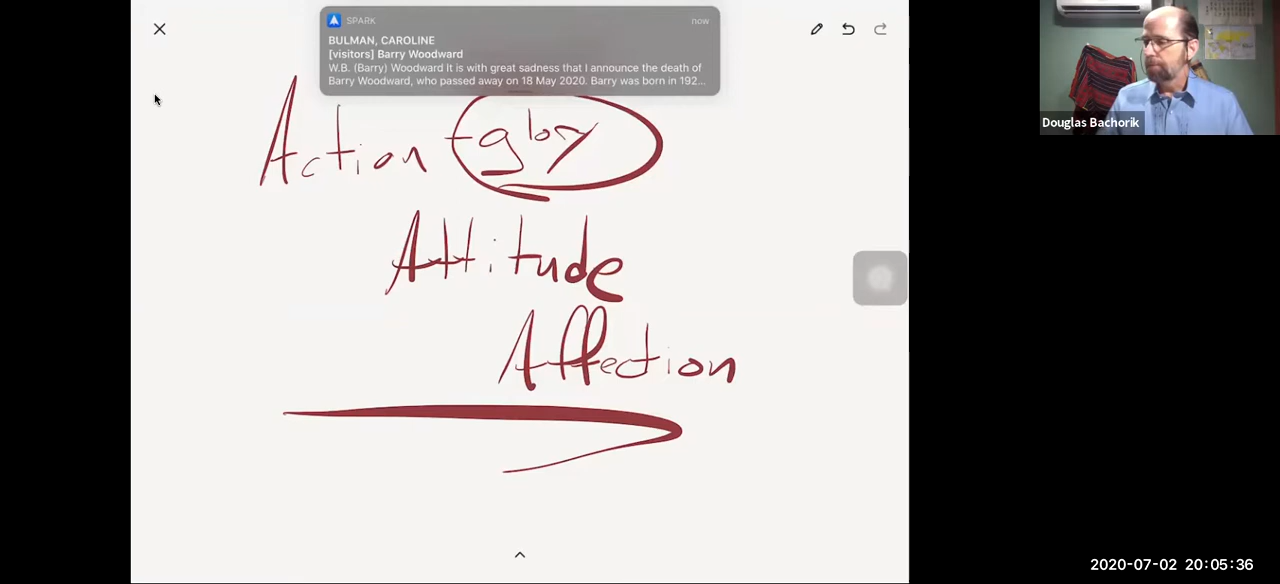 SPARK now
BULMAN, CAROLINE
[visitors] Barry Woodward
W.B. (Barry) Woodward It is with great sadness that I announce the death of
Barry Woodward, who passed away on 18 May 2020. Barry was born in 192...
Action glory
Attitude
Affection
Douglas Bachorik
2020-07-02 20:05:36